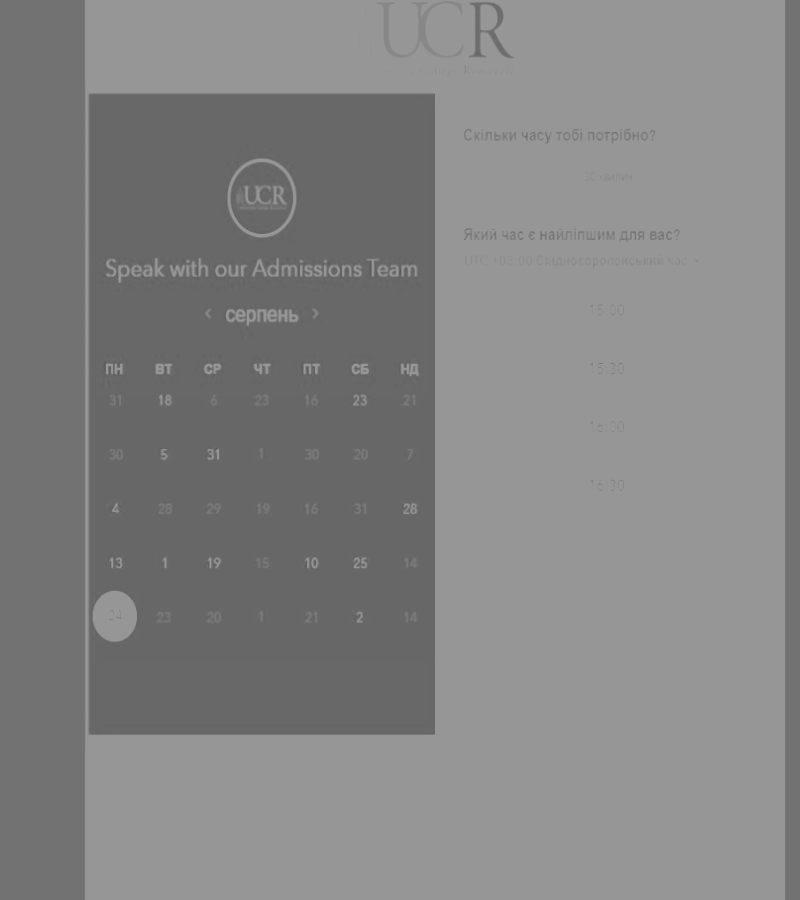 UCR
Скільки часу тобі потрібно?
30 хвилин
UCR
Який час є найліпшим для вас?
UTC +03:00 Східноєвропейський час
Speak with our Admissions Team
‹ серпень ›
15:00
ПН ВТ СР ЧТ ПТ СБ НД
15:30
31 18 6 23 16 23 21
16:00
30 5 31 1 30 20 7
16:30
4 28 29 19 16 31 28
13 1 19 15 10 25 14
24 23 20 1 21 2 14